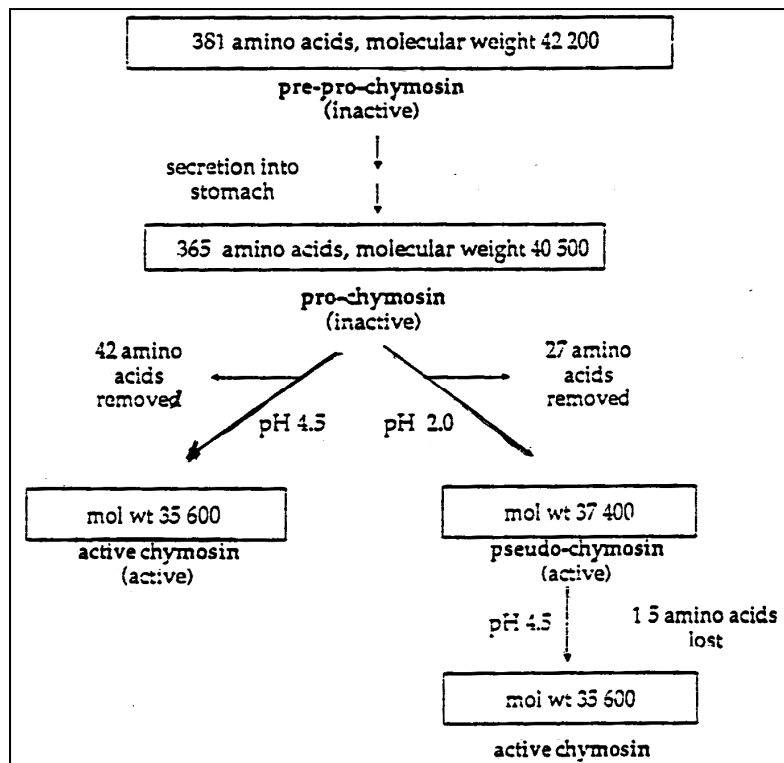 381 amino acids, molecular weight 42 200
pre-pro-chymosin
(inactive)
secretion into
stomach
365 amino acids, molecular weight 40 500
pro-chymosin
(inactive)
42 amino
acids
removed
27 amino
acids
removed
pH 4.5
pH 2.0
mol wt 35 600
active chymosin
(active)
mol wt 37 400
pseudo-chymosin
(active)
pH 4.5
1 5 amino acids
lost
mol wt 35 600
active chymosin